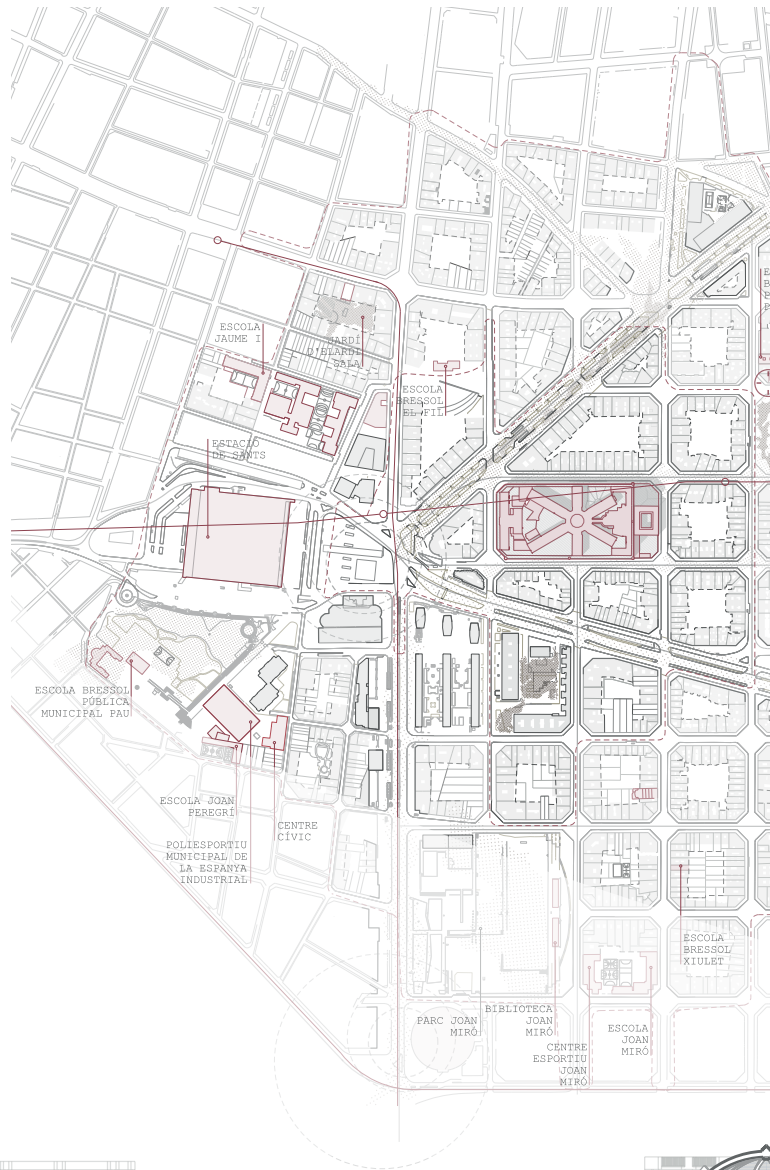 ESCOLA
JAUME I
JARDÍ
D'ELARDE
SALA
ESCOLA
BRESSOL
EL FIL
ESTACIÓ
DE SANTS
ESCOLA BRESSOL
PÚBLICA
MUNICIPAL PAU
ESCOLA JOAN
PEREGRÍ
CENTRE
CÍVIC
POLIESPORTIU
MUNICIPAL DE
LA ESPANYA
INDUSTRIAL
ESCOLA
BRESSOL
XIULET
PARC JOAN
MIRÓ
BIBLIOTECA
JOAN
MIRÓ
CENTRE
ESPORTIU
JOAN
MIRÓ
ESCOLA
JOAN
MIRÓ